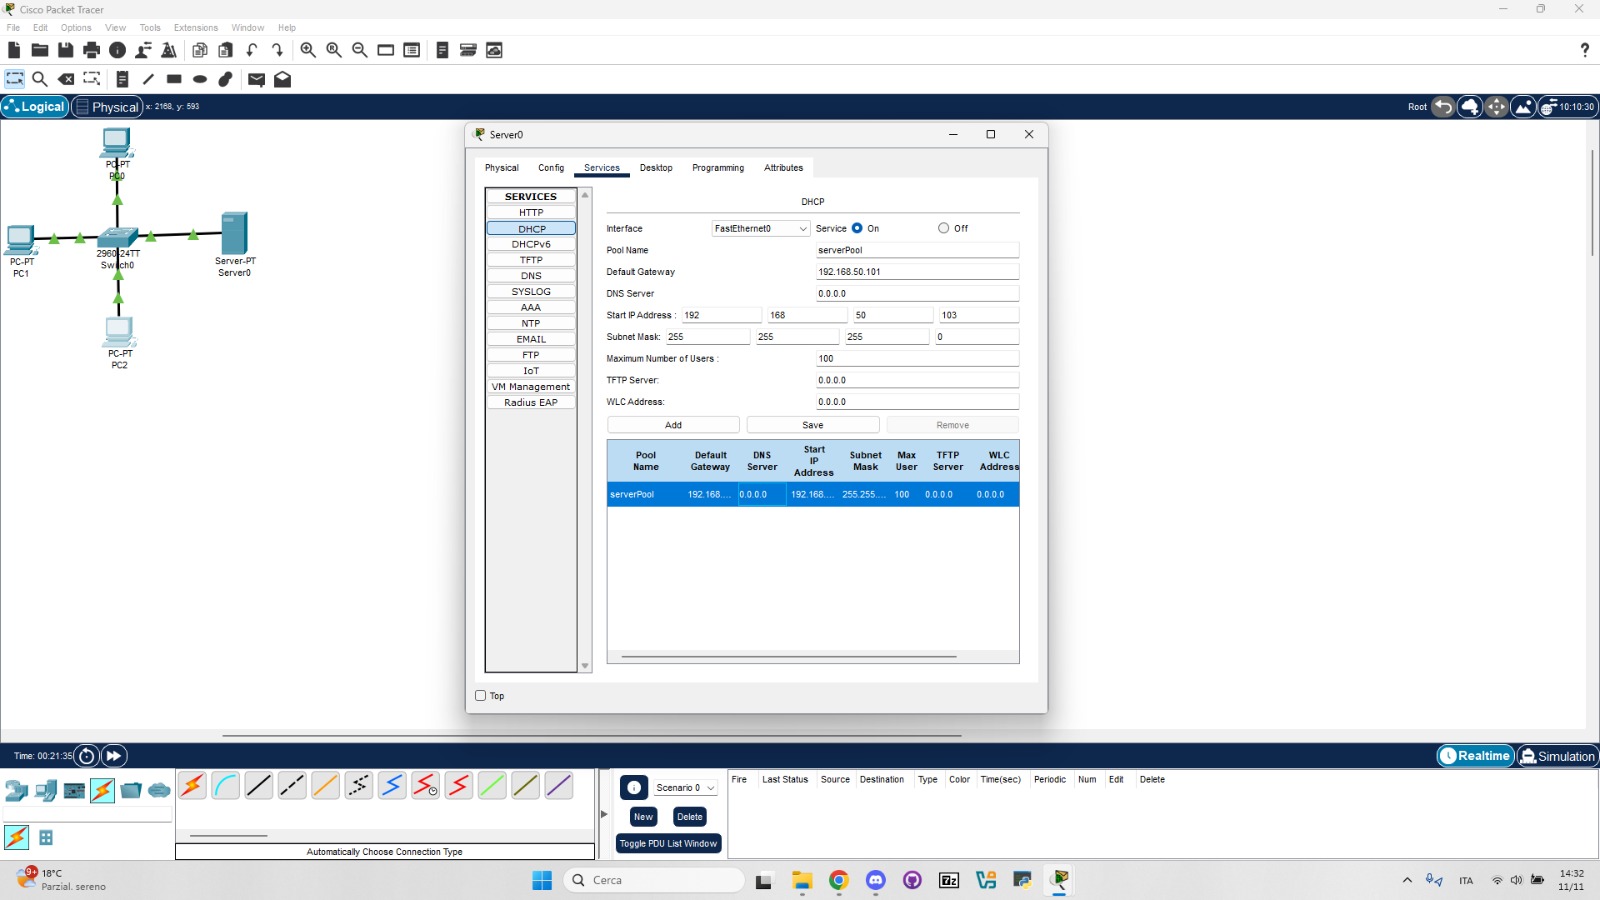 Cisco Packet Tracer
File Edit Options View Tools Extensions Window Help
Logical Physical x: 2168, y: 593 Root 10:10:30
PC-PT
PC0
PC-PT
PC1
2960-24TT
Switch0
Server-PT
Server0
PC-PT
PC2
Server0
Physical Config Services Desktop Programming Attributes
SERVICES
HTTP
DHCP
DHCPv6
TFTP
DNS
SYSLOG
AAA
NTP
EMAIL
FTP
IoT
VM Management
Radius EAP
DHCP
Interface FastEthernet0 Service On Off
Pool Name serverPool
Default Gateway 192.168.50.101
DNS Server 0.0.0.0
Start IP Address : 192 168 50 103
Subnet Mask: 255 255 255 0
Maximum Number of Users : 100
TFTP Server: 0.0.0.0
WLC Address: 0.0.0.0
Add Save Remove
Pool Name Default Gateway DNS Server Start IP Address Subnet Mask Max User TFTP Server WLC Address
serverPool 192.168.... 0.0.0.0 192.168.... 255.255.... 100 0.0.0.0 0.0.0.0
Top
Time: 00:21:35 Realtime Simulation
Scenario 0
New Delete
Toggle PDU List Window
Automatically Choose Connection Type
Fire Last Status Source Destination Type Color Time(sec) Periodic Num Edit Delete
9+
18°C
Parzial. sereno
Cerca
7z
ITA
14:32
11/11